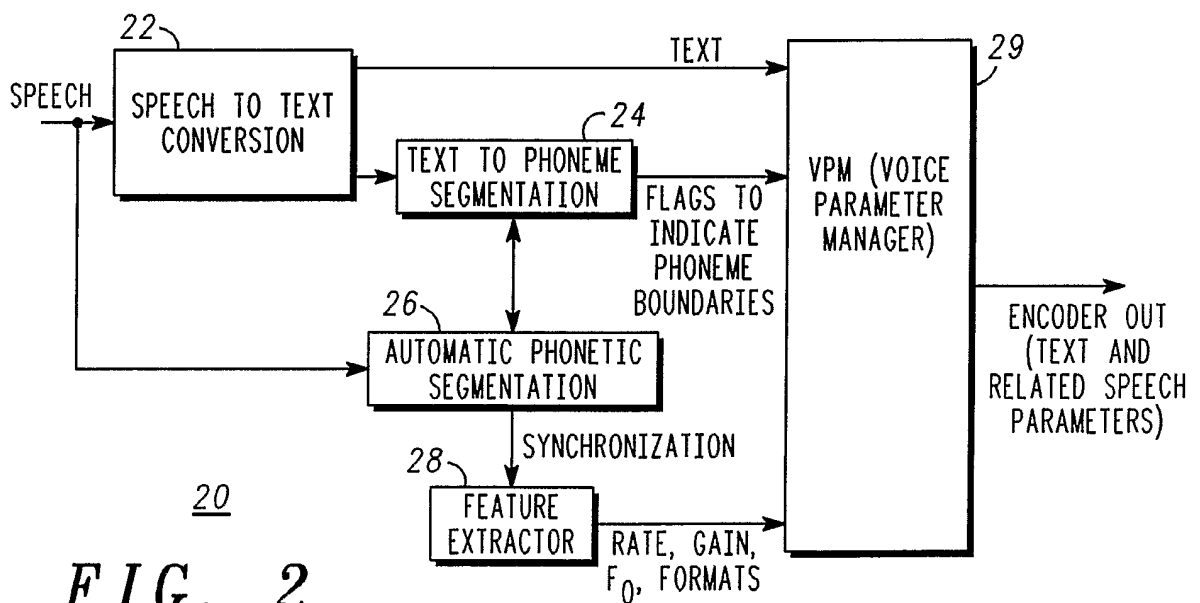 22
TEXT
29
SPEECH
SPEECH TO TEXT
CONVERSION
24
TEXT TO PHONEME
SEGMENTATION
VPM (VOICE
PARAMETER
MANAGER)
FLAGS TO
INDICATE
PHONEME
BOUNDARIES
26
AUTOMATIC PHONETIC
SEGMENTATION
ENCODER OUT
(TEXT AND
RELATED SPEECH
PARAMETERS)
SYNCHRONIZATION
28
FEATURE
EXTRACTOR
RATE, GAIN,
F0, FORMATS
20
FIG. 2